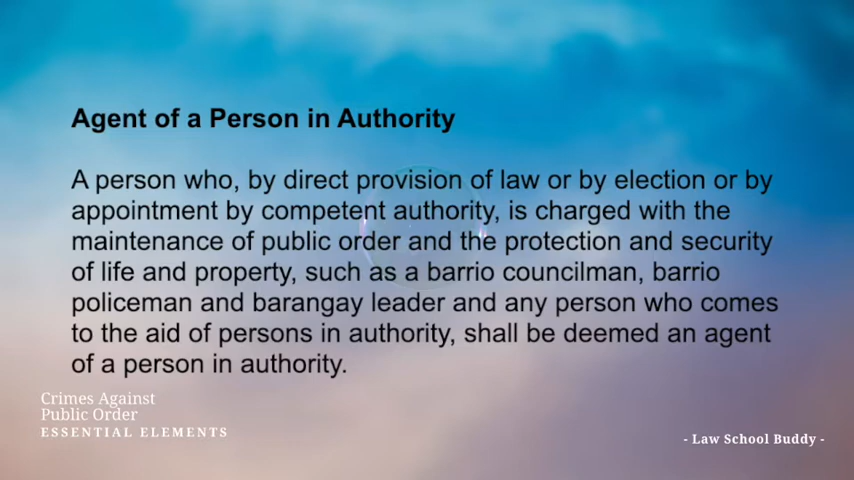 Agent of a Person in Authority
A person who, by direct provision of law or by election or by
appointment by competent authority, is charged with the
maintenance of public order and the protection and security
of life and property, such as a barrio councilman, barrio
policeman and barangay leader and any person who comes
to the aid of persons in authority, shall be deemed an agent
of a person in authority.
Crimes Against
Public Order
ESSENTIAL ELEMENTS
- Law School Buddy -